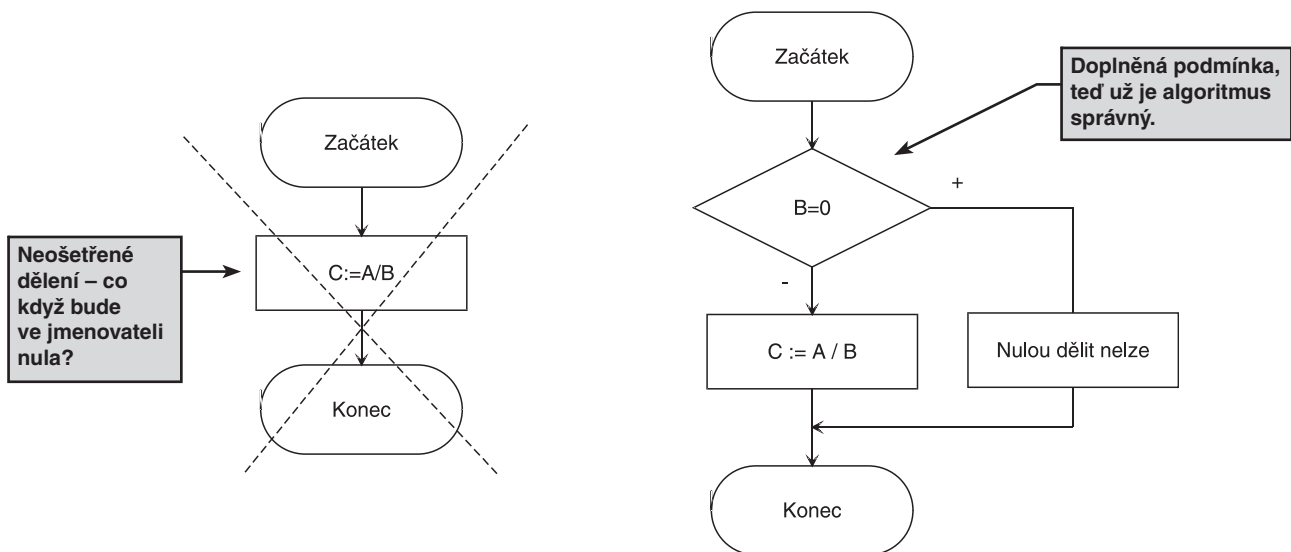 Neošetřené
dělení – co
když bude
ve jmenovateli
nula?
Začátek
C:=A/B
Konec
Začátek
Doplněná podmínka,
teď už je algoritmus
správný.
B=0
+
-
C := A / B
Nulou dělit nelze
Konec